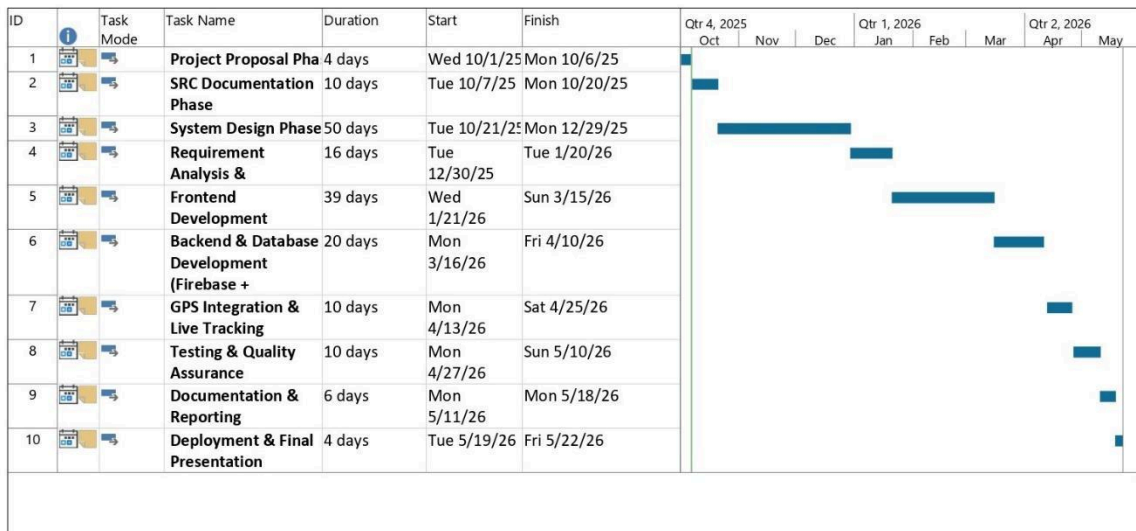 ID Task Mode Task Name Duration Start Finish Qtr 4, 2025 Qtr 1, 2026 Qtr 2, 2026
Oct Nov Dec Jan Feb Mar Apr May
1 Project Proposal Pha 4 days Wed 10/1/25 Mon 10/6/25
2 SRC Documentation 10 days Tue 10/7/25 Mon 10/20/25
Phase
3 System Design Phase 50 days Tue 10/21/25 Mon 12/29/25
4 Requirement 16 days Tue Tue 1/20/26
Analysis & 12/30/25
5 Frontend 39 days Wed Sun 3/15/26
Development 1/21/26
6 Backend & Database 20 days Mon Fri 4/10/26
Development 3/16/26
(Firebase +
7 GPS Integration & 10 days Mon Sat 4/25/26
Live Tracking 4/13/26
8 Testing & Quality 10 days Mon Sun 5/10/26
Assurance 4/27/26
9 Documentation & 6 days Mon Mon 5/18/26
Reporting 5/11/26
10 Deployment & Final 4 days Tue 5/19/26 Fri 5/22/26
Presentation